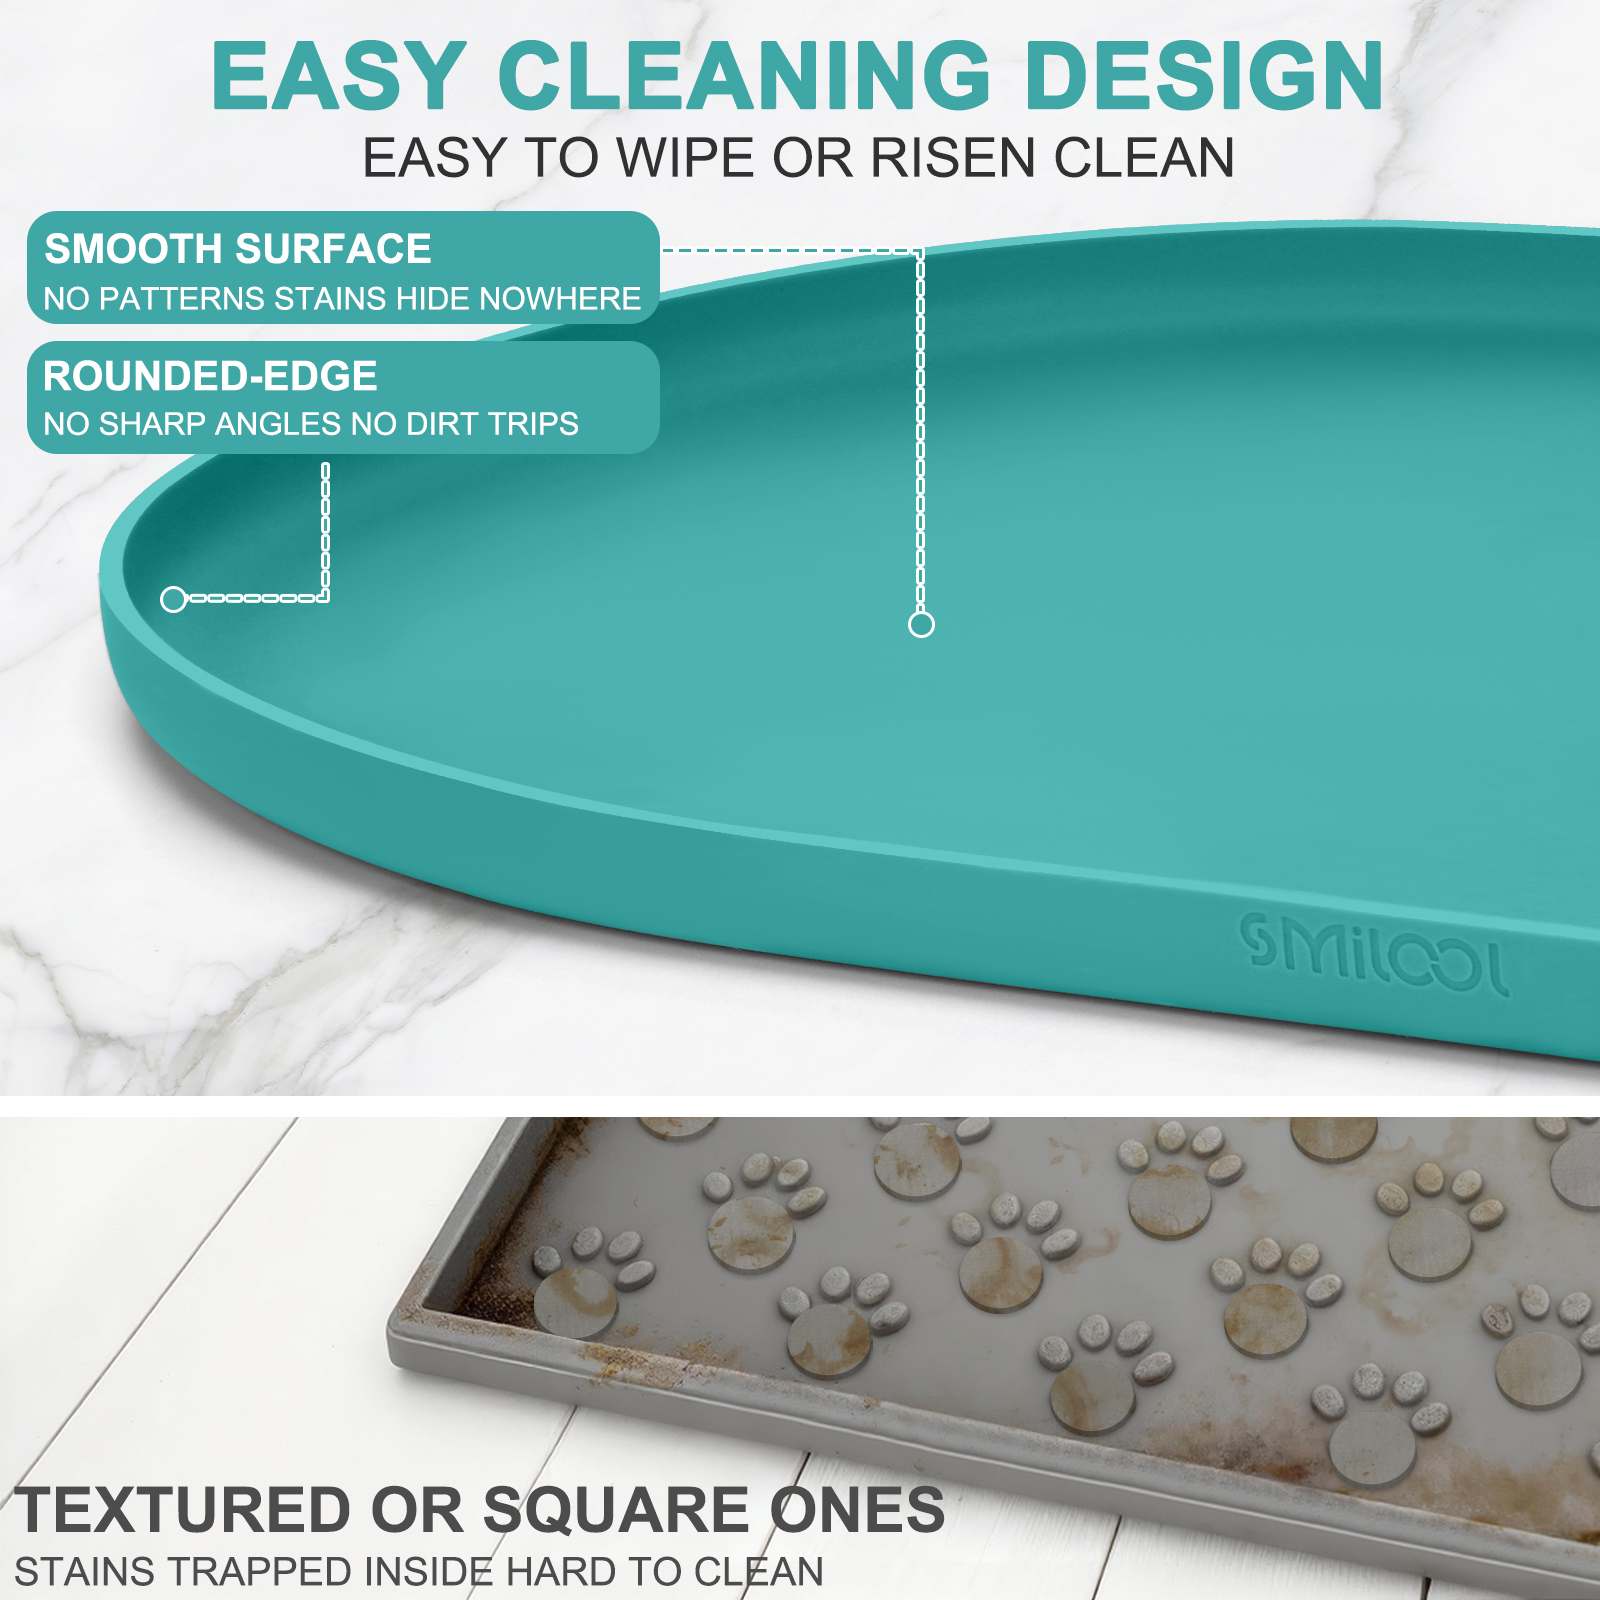 EASY CLEANING DESIGN
EASY TO WIPE OR RISEN CLEAN
SMOOTH SURFACE
NO PATTERNS STAINS HIDE NOWHERE
ROUNDED-EDGE
NO SHARP ANGLES NO DIRT TRIPS
SMilOOl
TEXTURED OR SQUARE ONES
STAINS TRAPPED INSIDE HARD TO CLEAN